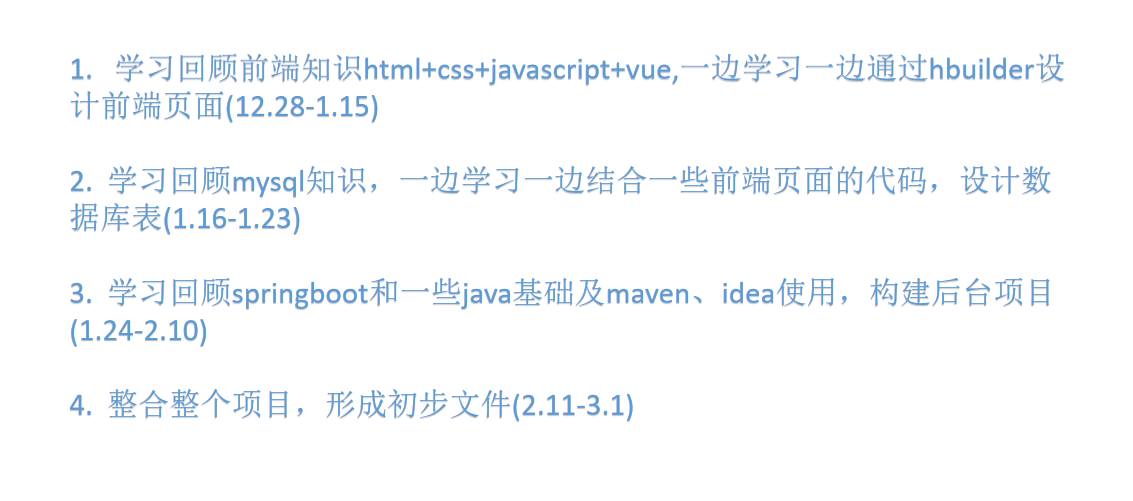 1. 学习回顾前端知识html+css+javascript+vue,一边学习一边通过hbuilder设
计前端页面(12.28-1.15)
2. 学习回顾mysql知识，一边学习一边结合一些前端页面的代码，设计数
据库表(1.16-1.23)
3. 学习回顾springboot和一些java基础及maven、idea使用，构建后台项目
(1.24-2.10)
4. 整合整个项目，形成初步文件(2.11-3.1)